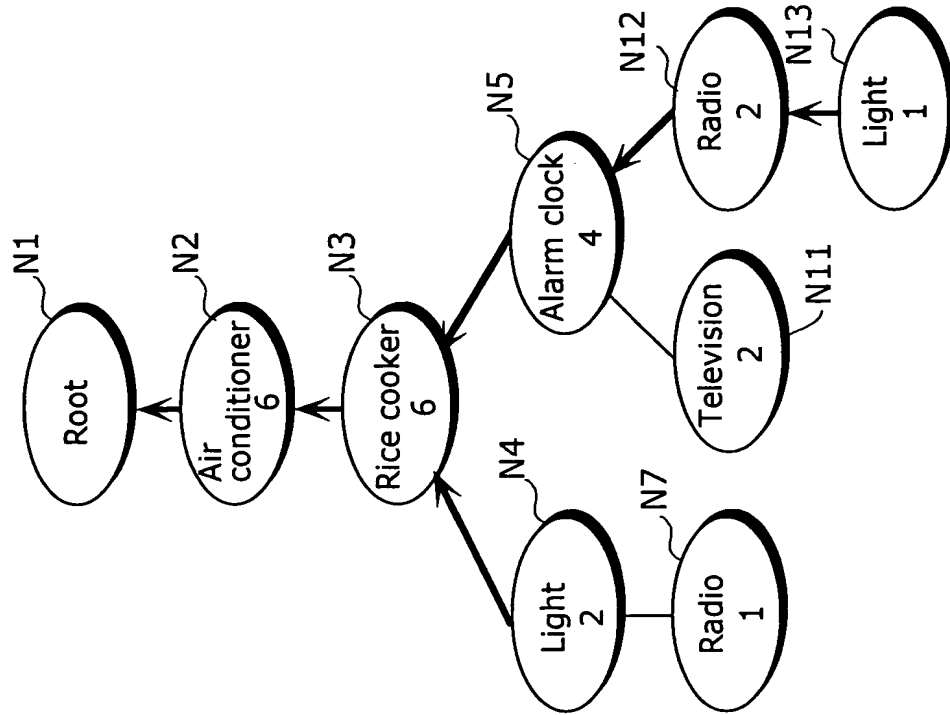 N1
Root
N2
Air
conditioner
6
N3
Rice cooker
6
N4
Light
2
N5
Alarm clock
4
N7
Radio
1
Television
2
N11
N12
Radio
2
N13
Light
1